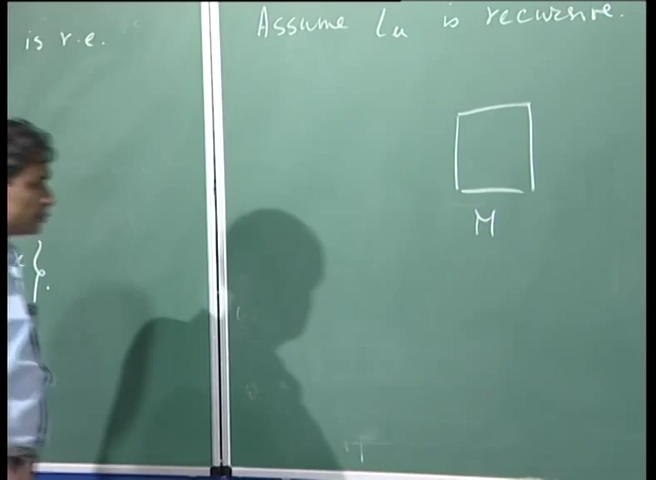 is r.e.
x }.
Assume Lu is recursive.
M